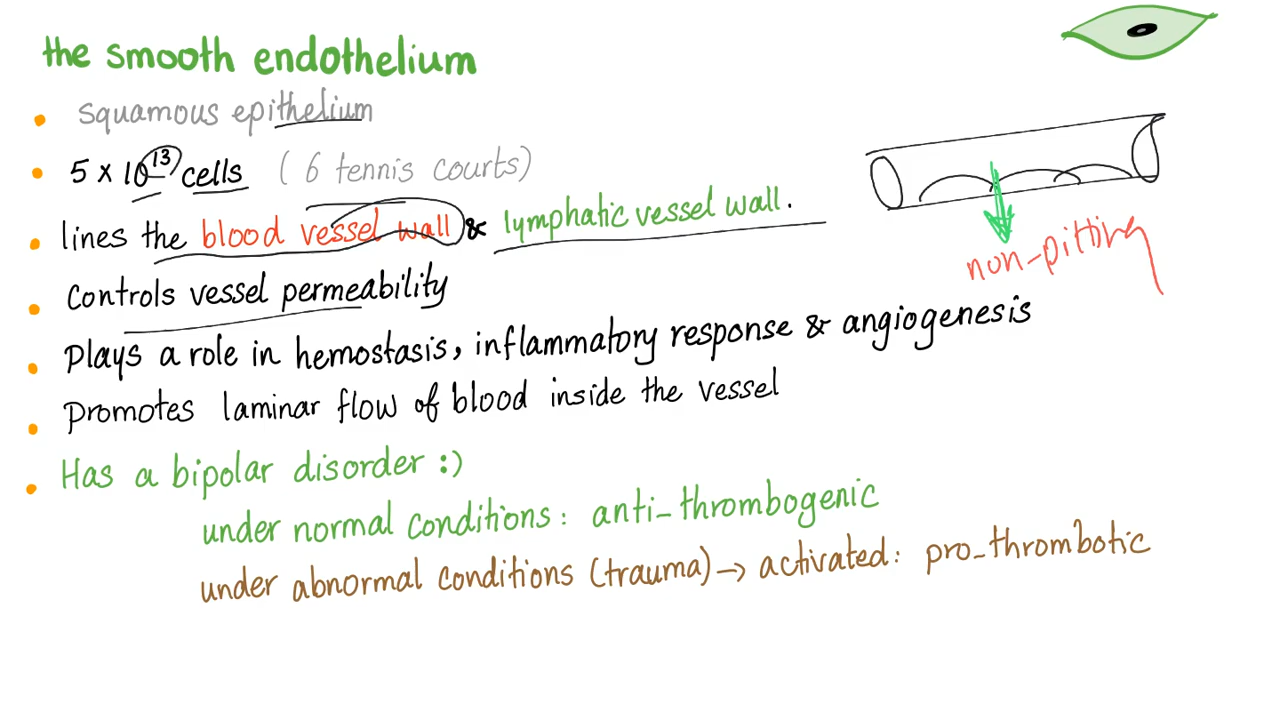 the smooth endothelium
• squamous epithelium
• 5 × 10¹³ cells (6 tennis courts)
• lines the blood vessel wall & lymphatic vessel wall.
non-pitting
• Controls vessel permeability
• Plays a role in hemostasis, inflammatory response & angiogenesis
• Promotes laminar flow of blood inside the vessel
• Has a bipolar disorder :)
under normal conditions: anti-thrombogenic
under abnormal conditions (trauma) → activated: pro-thrombotic